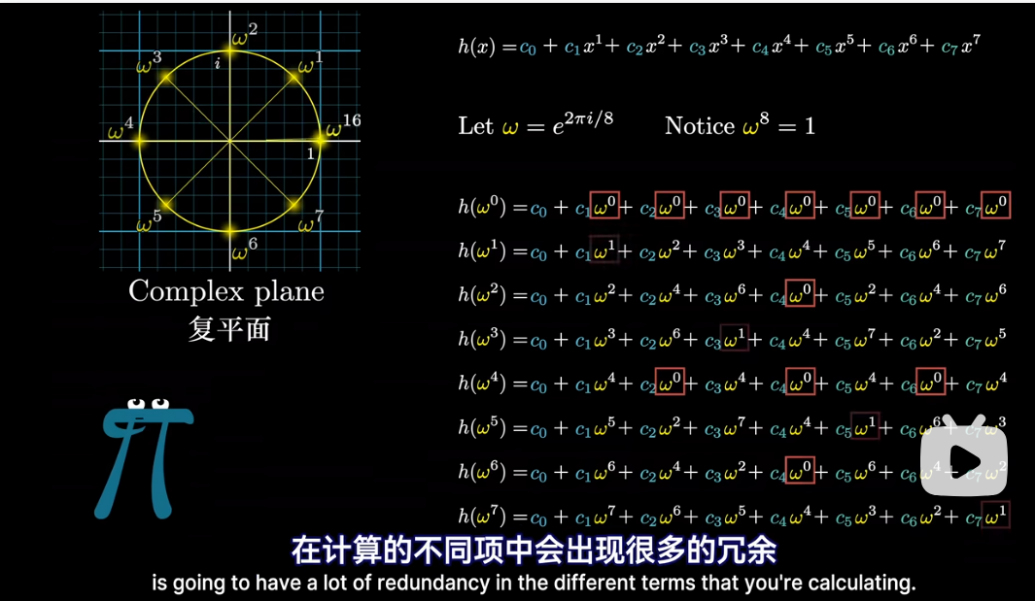 h(x) = c₀ + c₁x¹ + c₂x² + c₃x³ + c₄x⁴ + c₅x⁵ + c₆x⁶ + c₇x⁷
Let ω = e^{2πi/8} Notice ω⁸ = 1
ω²
ω³
i
ω¹
ω⁴
ω¹⁶
1
ω⁵
ω⁷
ω⁶
Complex plane
复平面
h(ω⁰) = c₀ + c₁ω⁰ + c₂ω⁰ + c₃ω⁰ + c₄ω⁰ + c₅ω⁰ + c₆ω⁰ + c₇ω⁰
h(ω¹) = c₀ + c₁ω¹ + c₂ω² + c₃ω³ + c₄ω⁴ + c₅ω⁵ + c₆ω⁶ + c₇ω⁷
h(ω²) = c₀ + c₁ω² + c₂ω⁴ + c₃ω⁶ + c₄ω⁰ + c₅ω² + c₆ω⁴ + c₇ω⁶
h(ω³) = c₀ + c₁ω³ + c₂ω⁶ + c₃ω¹ + c₄ω⁴ + c₅ω⁷ + c₆ω² + c₇ω⁵
h(ω⁴) = c₀ + c₁ω⁴ + c₂ω⁰ + c₃ω⁴ + c₄ω⁰ + c₅ω⁴ + c₆ω⁰ + c₇ω⁴
h(ω⁵) = c₀ + c₁ω⁵ + c₂ω² + c₃ω⁷ + c₄ω⁴ + c₅ω¹ + c₆ω⁶ + c₇ω³
h(ω⁶) = c₀ + c₁ω⁶ + c₂ω⁴ + c₃ω² + c₄ω⁰ + c₅ω⁶ + c₆ω⁴ + c₇ω²
h(ω⁷) = c₀ + c₁ω⁷ + c₂ω⁶ + c₃ω⁵ + c₄ω⁴ + c₅ω³ + c₆ω² + c₇ω¹
在计算的不同项中会出现很多的冗余
is going to have a lot of redundancy in the different terms that you're calculating.